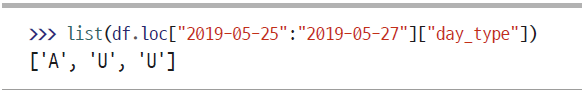 >>> list(df.loc["2019-05-25":"2019-05-27"]["day_type"])
['A', 'U', 'U']